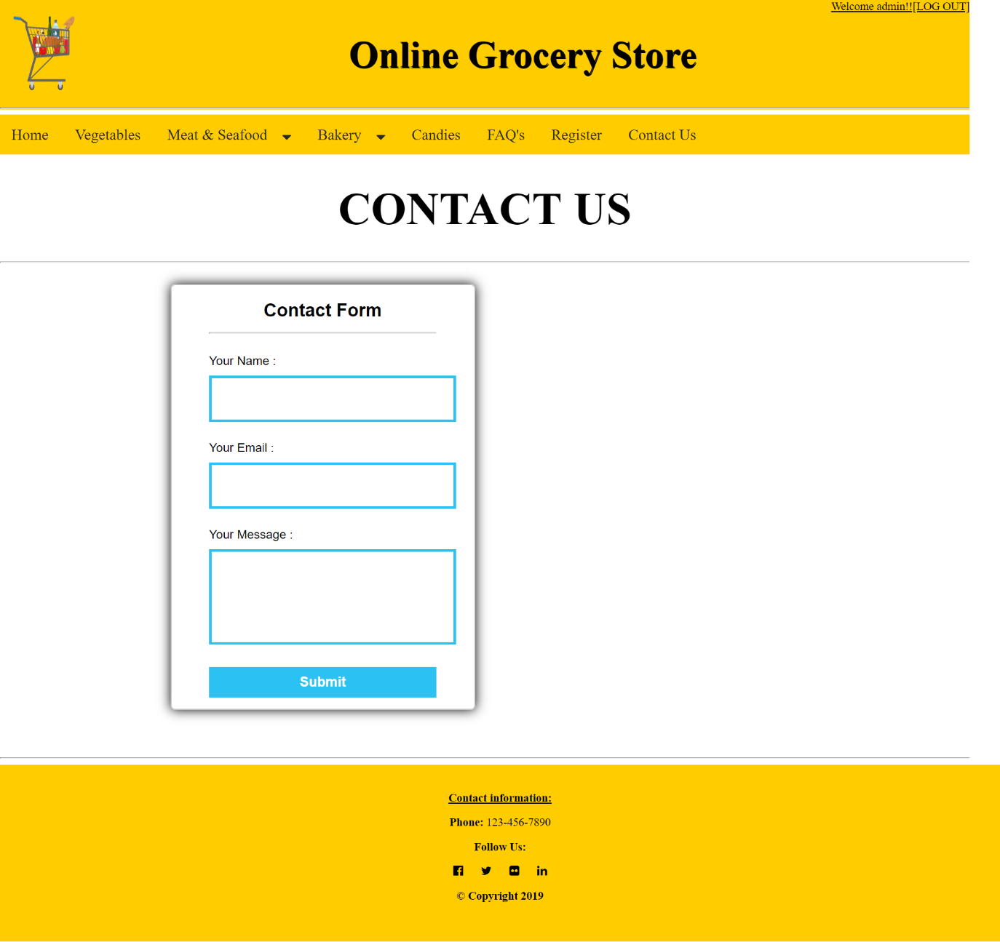 Welcome admin!![LOG OUT]
Online Grocery Store
Home Vegetables Meat & Seafood Bakery Candies FAQ's Register Contact Us
CONTACT US
Contact Form
Your Name :
Your Email :
Your Message :
Submit
Contact information:
Phone: 123-456-7890
Follow Us:
© Copyright 2019